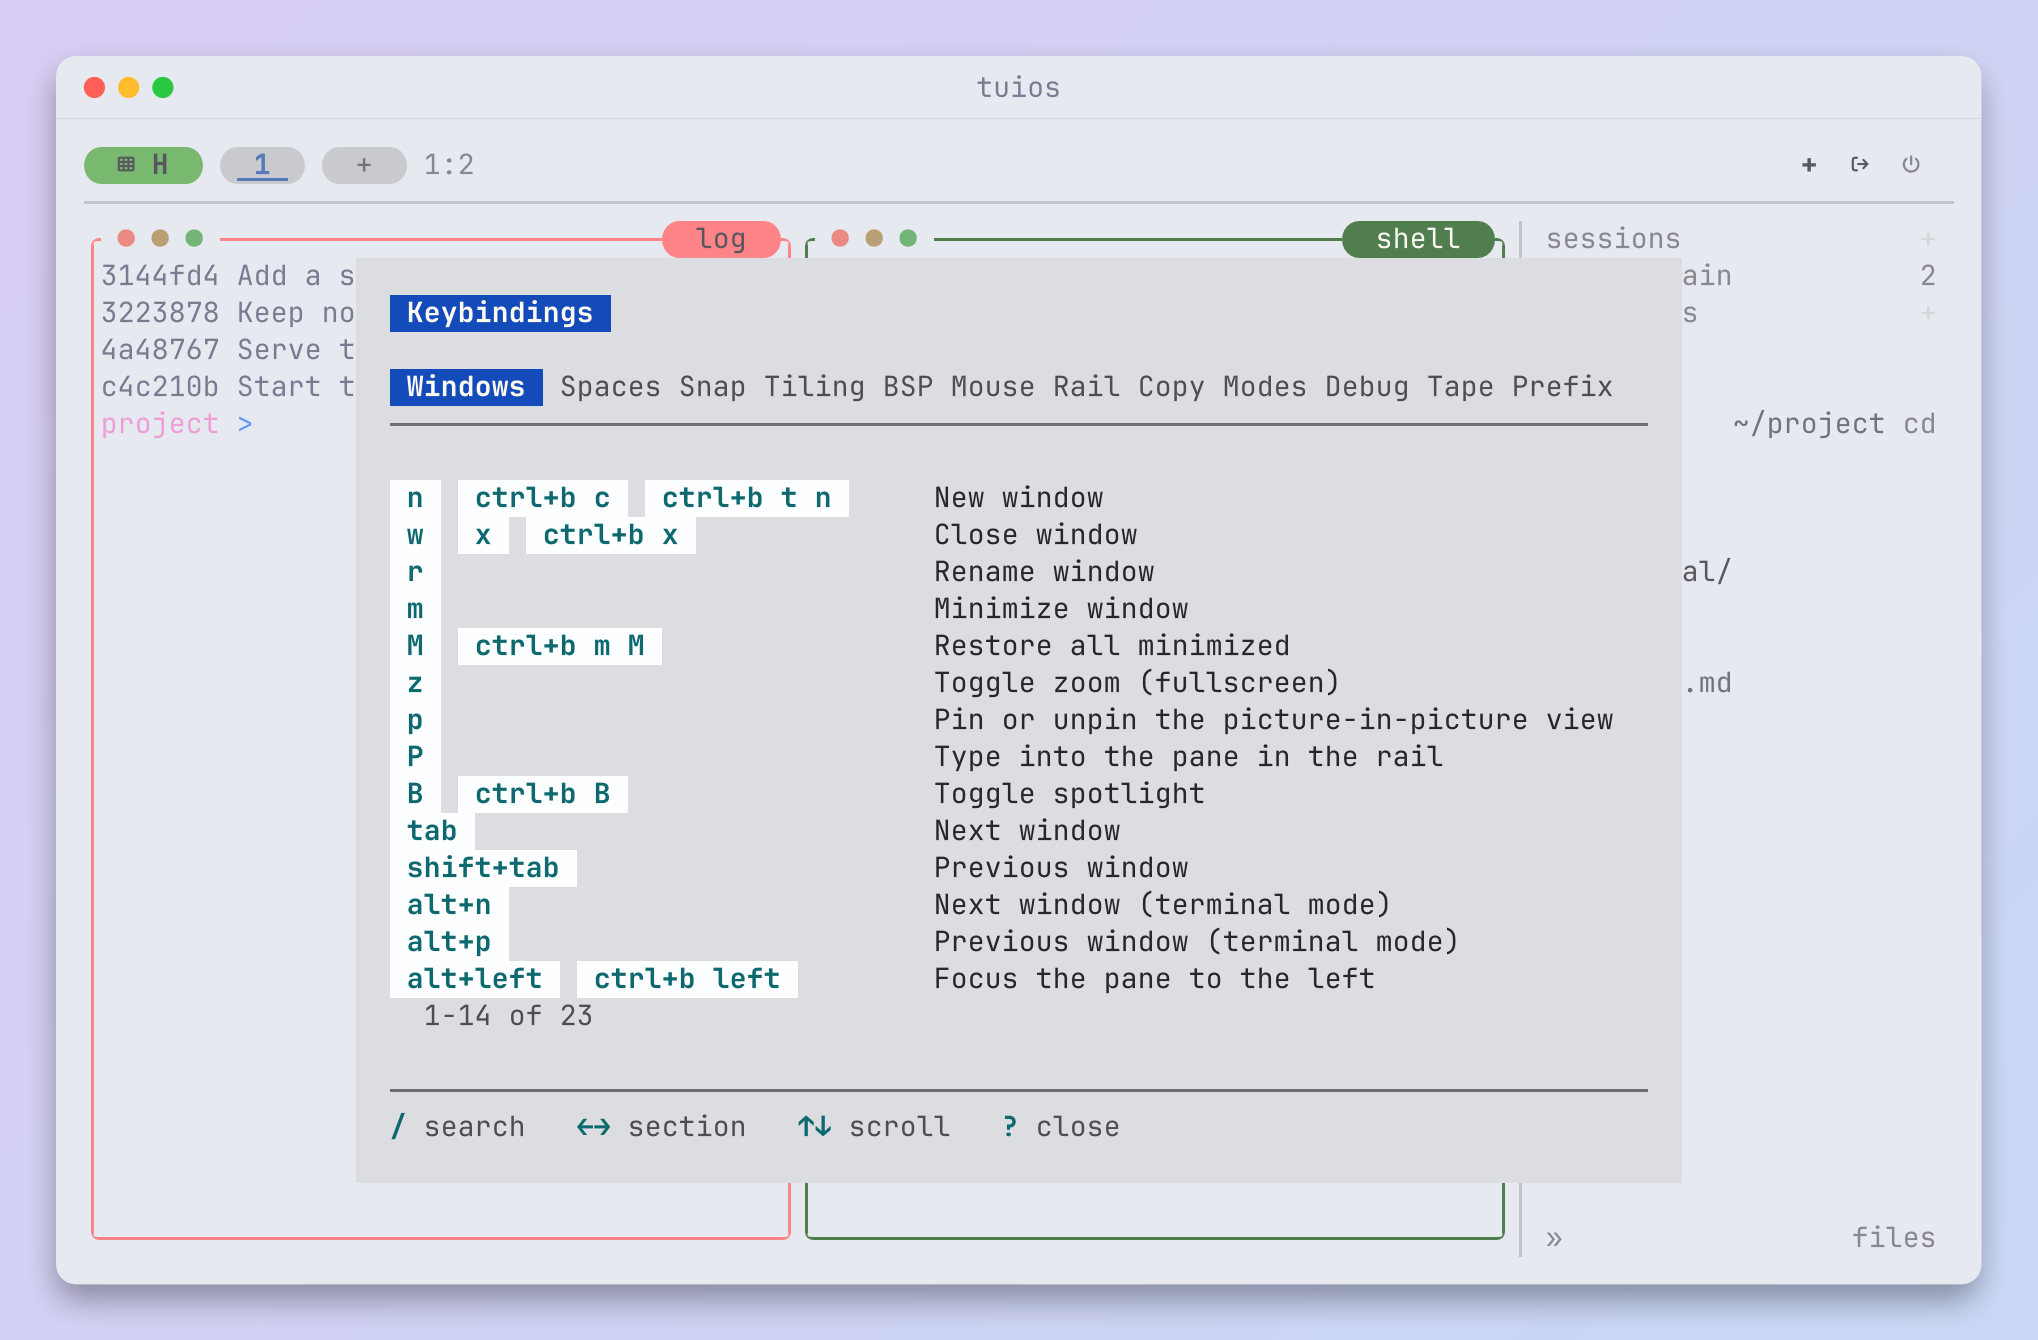 tuios
H 1 + 1:2
log
shell
sessions +
3144fd4 Add a s
ain 2
3223878 Keep no
s +
4a48767 Serve t
c4c210b Start t
project >
~/project cd
al/
.md
Keybindings
Windows Spaces Snap Tiling BSP Mouse Rail Copy Modes Debug Tape Prefix
n ctrl+b c ctrl+b t n New window
w x ctrl+b x Close window
r Rename window
m Minimize window
M ctrl+b m M Restore all minimized
z Toggle zoom (fullscreen)
p Pin or unpin the picture-in-picture view
P Type into the pane in the rail
B ctrl+b B Toggle spotlight
tab Next window
shift+tab Previous window
alt+n Next window (terminal mode)
alt+p Previous window (terminal mode)
alt+left ctrl+b left Focus the pane to the left
1-14 of 23
/ search ↔ section ↑↓ scroll ? close
» files